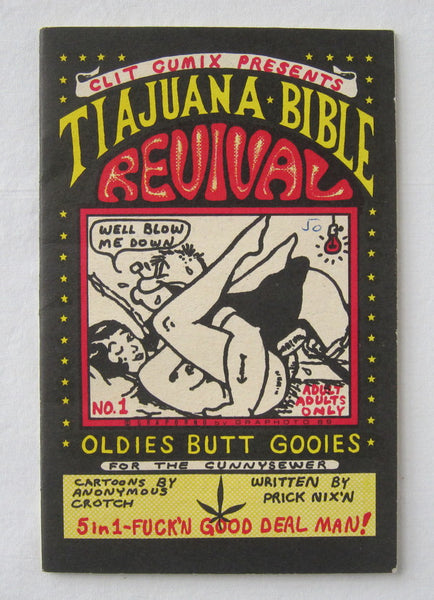 CLIT CUMIX PRESENTS
TIAJUANA BIBLE
REVIVAL
WELL BLOW
ME DOWN
50
NO.1
ADULT
ADULTS
ONLY
OLDIES BUTT GOOIES
FOR THE CUNNYSEWER
CARTOONS BY
ANONYMOUS
CROTCH
WRITTEN BY
PRICK NIX'N
5 in 1-FUCK'N GOOD DEAL MAN!